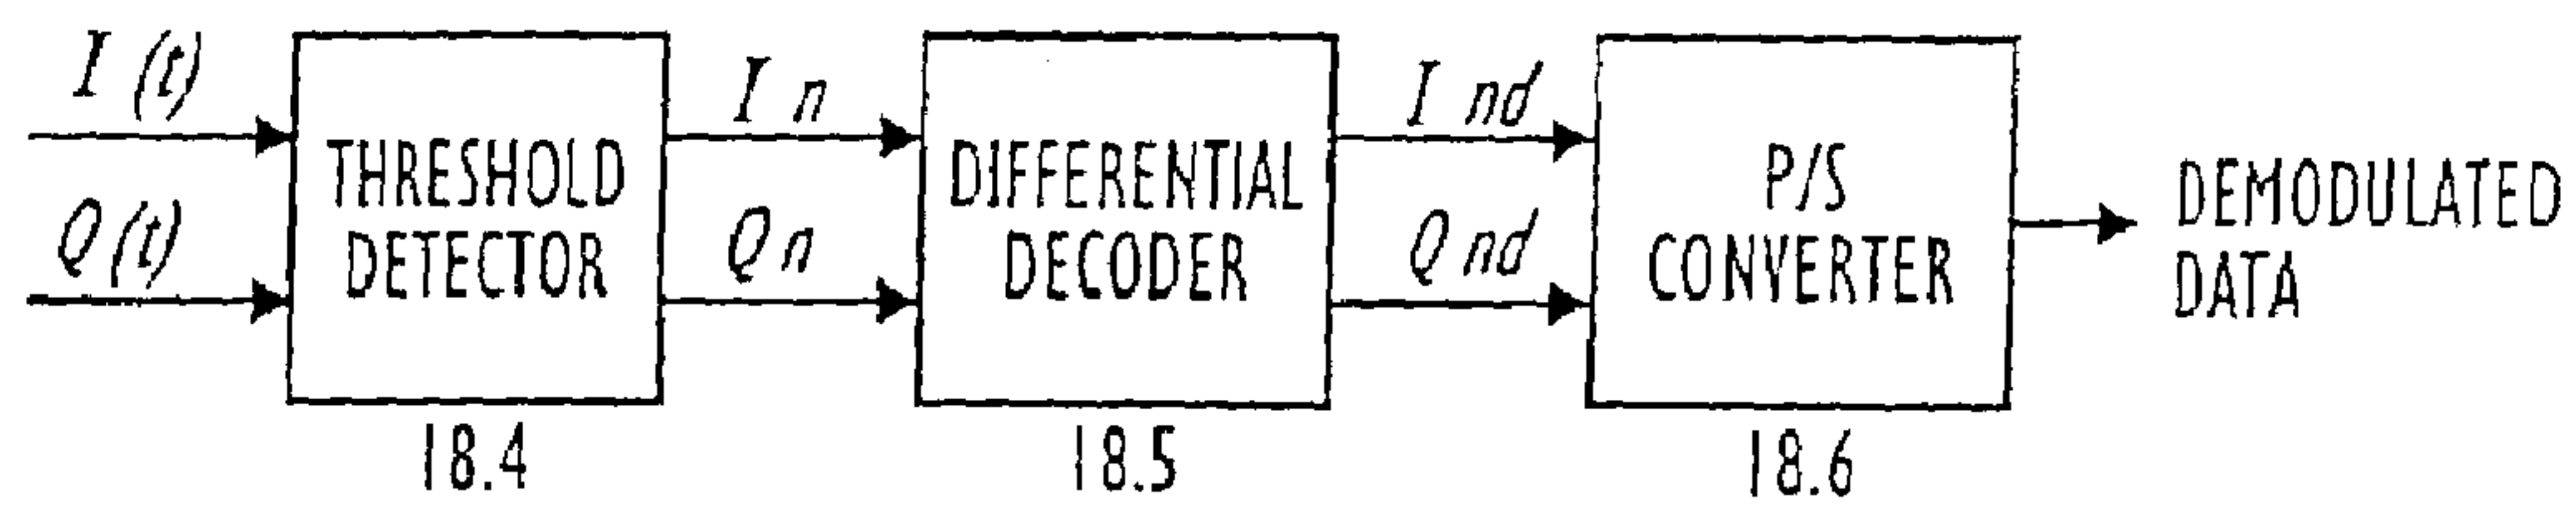 I (t)
Q (t)
THRESHOLD
DETECTOR
18.4
I n
Q n
DIFFERENTIAL
DECODER
18.5
I nd
Q nd
P/S
CONVERTER
18.6
DEMODULATED
DATA